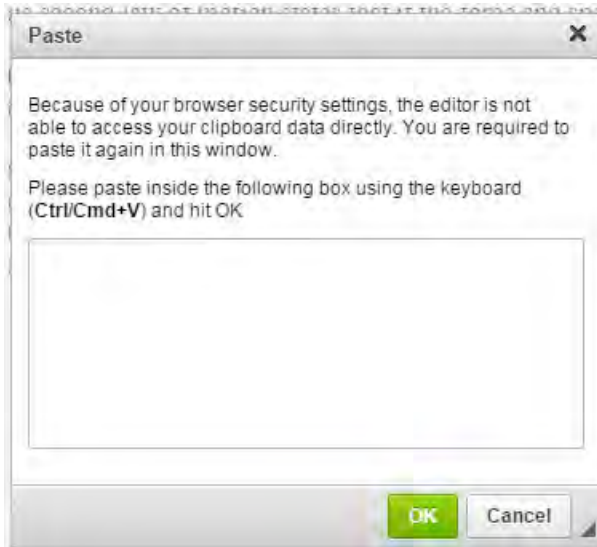 Paste
Because of your browser security settings, the editor is not
able to access your clipboard data directly. You are required to
paste it again in this window.
Please paste inside the following box using the keyboard
(Ctrl/Cmd+V) and hit OK
OK
Cancel